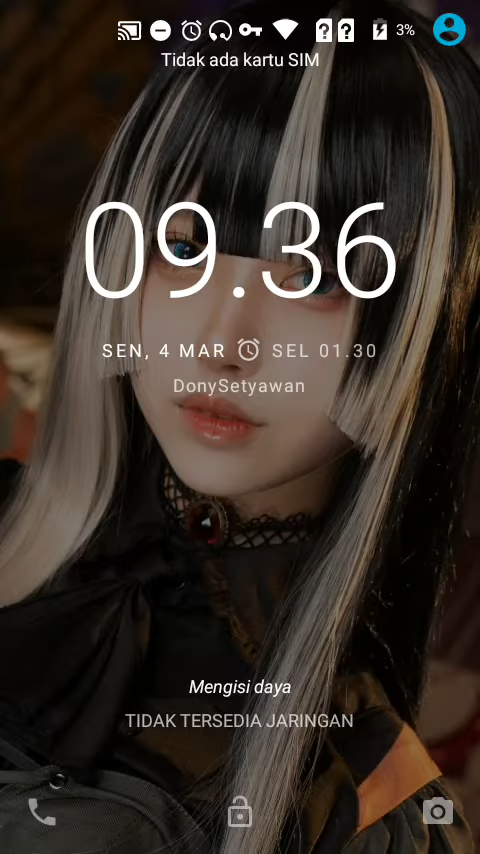 3%
Tidak ada kartu SIM
09.36
SEN, 4 MAR SEL 01.30
DonySetyawan
Mengisi daya
TIDAK TERSEDIA JARINGAN